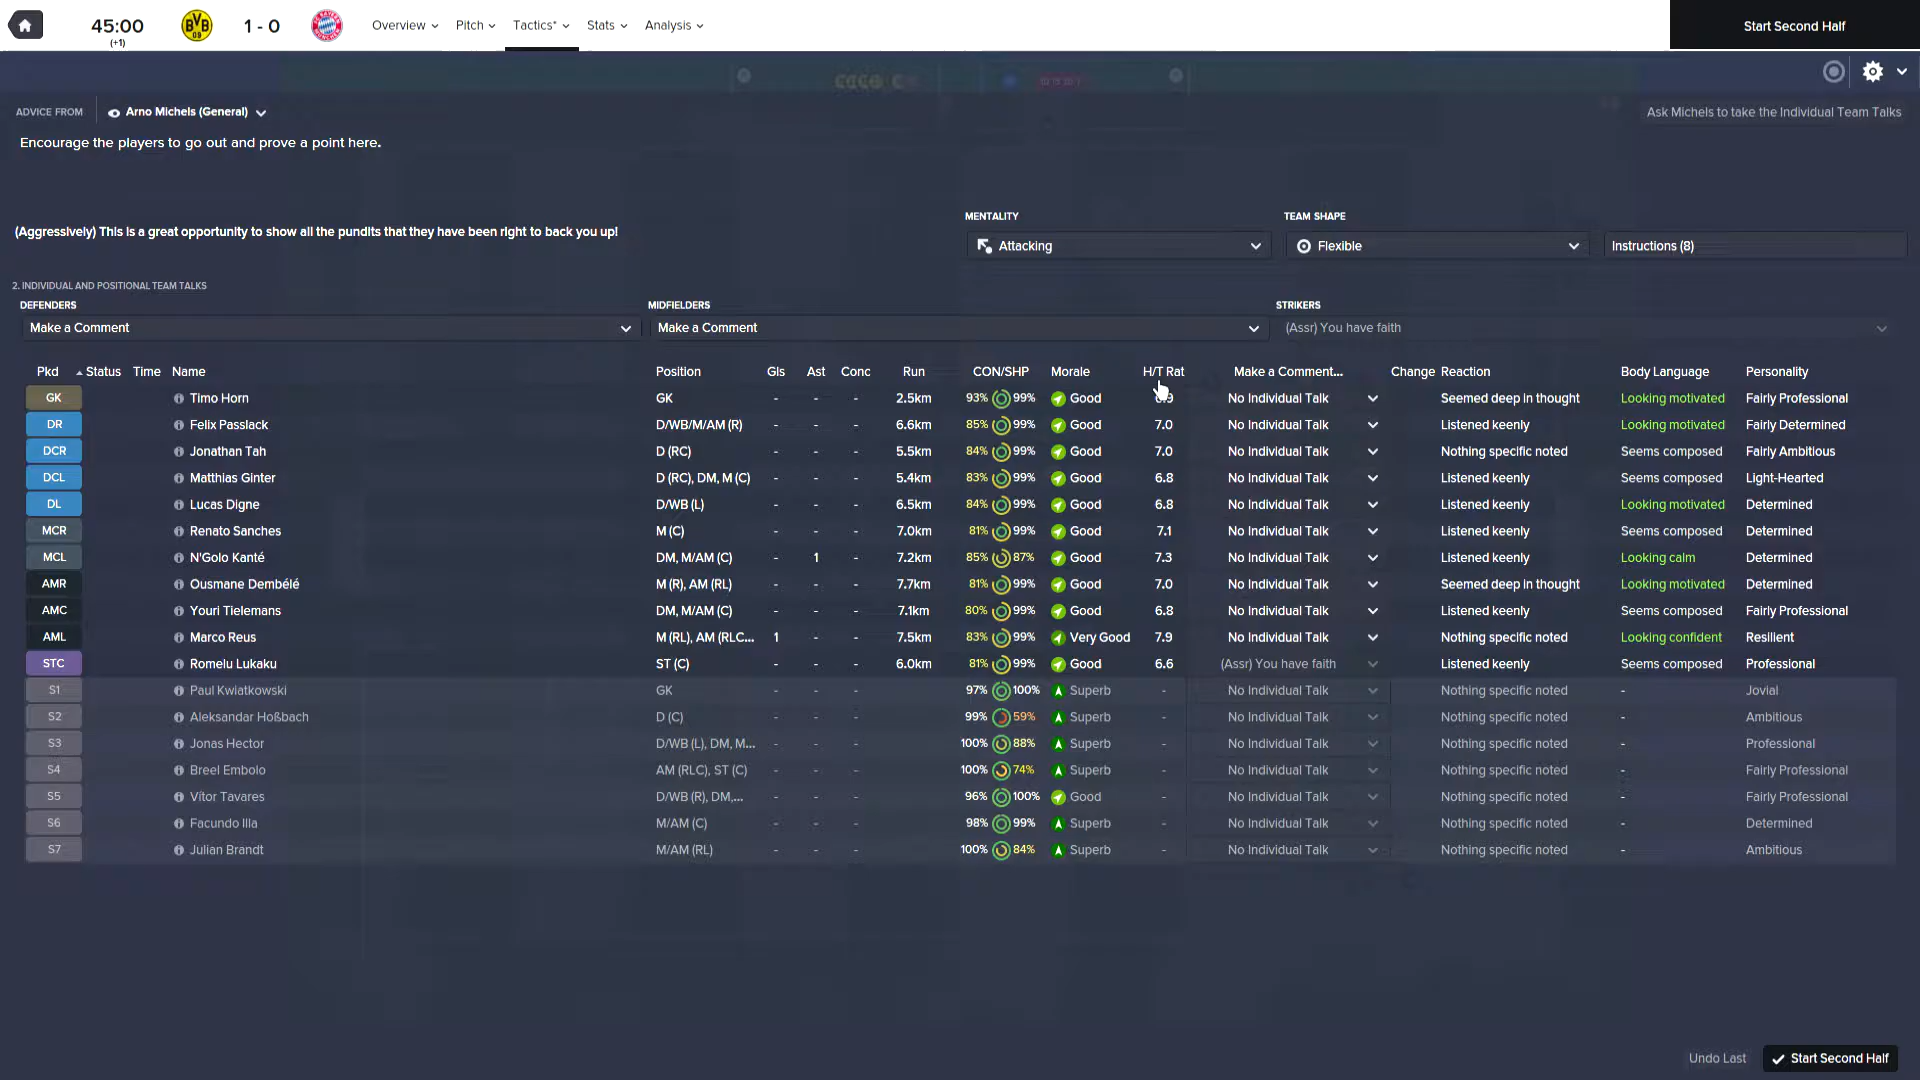 45:00
(+1)
BVB
09
1 - 0
Overview
Pitch
Tactics*
Stats
Analysis
Start Second Half
ADVICE FROM
Arno Michels (General)
Ask Michels to take the Individual Team Talks
Encourage the players to go out and prove a point here.
(Aggressively) This is a great opportunity to show all the pundits that they have been right to back you up!
MENTALITY
TEAM SHAPE
Attacking
Flexible
Instructions (8)
2. INDIVIDUAL AND POSITIONAL TEAM TALKS
DEFENDERS
MIDFIELDERS
STRIKERS
Make a Comment
Make a Comment
(Assr) You have faith
Pkd Status Time Name Position Gls Ast Conc Run CON/SHP Morale H/T Rat Make a Comment... Change Reaction Body Language Personality
GK Timo Horn GK - - - 2.5km 93% 99% Good No Individual Talk Seemed deep in thought Looking motivated Fairly Professional
DR Felix Passlack D/WB/M/AM (R) - - - 6.6km 85% 99% Good 7.0 No Individual Talk Listened keenly Looking motivated Fairly Determined
DCR Jonathan Tah D (RC) - - - 5.5km 84% 99% Good 7.0 No Individual Talk Nothing specific noted Seems composed Fairly Ambitious
DCL Matthias Ginter D (RC), DM, M (C) - - - 5.4km 83% 99% Good 6.8 No Individual Talk Listened keenly Seems composed Light-Hearted
DL Lucas Digne D/WB (L) - - - 6.5km 84% 99% Good 6.8 No Individual Talk Listened keenly Looking motivated Determined
MCR Renato Sanches M (C) - - - 7.0km 81% 99% Good 7.1 No Individual Talk Listened keenly Seems composed Determined
MCL N'Golo Kanté DM, M/AM (C) - 1 - 7.2km 85% 87% Good 7.3 No Individual Talk Listened keenly Looking calm Determined
AMR Ousmane Dembélé M (R), AM (RL) - - - 7.7km 81% 99% Good 7.0 No Individual Talk Seemed deep in thought Looking motivated Determined
AMC Youri Tielemans DM, M/AM (C) - - - 7.1km 80% 99% Good 6.8 No Individual Talk Listened keenly Seems composed Fairly Professional
AML Marco Reus M (RL), AM (RLC... 1 - - 7.5km 83% 99% Very Good 7.9 No Individual Talk Nothing specific noted Looking confident Resilient
STC Romelu Lukaku ST (C) - - - 6.0km 81% 99% Good 6.6 (Assr) You have faith Listened keenly Seems composed Professional
S1 Paul Kwiatkowski GK - - - 97% 100% Superb - No Individual Talk Nothing specific noted - Jovial
S2 Aleksandar Hoßbach D (C) - - - 99% 59% Superb - No Individual Talk Nothing specific noted - Ambitious
S3 Jonas Hector D/WB (L), DM, M... - - - 100% 88% Superb - No Individual Talk Nothing specific noted - Professional
S4 Breel Embolo AM (RLC), ST (C) - - - 100% 74% Superb - No Individual Talk Nothing specific noted - Fairly Professional
S5 Vítor Tavares D/WB (R), DM,... - - - 96% 100% Good - No Individual Talk Nothing specific noted - Fairly Professional
S6 Facundo Illa M/AM (C) - - - 98% 99% Superb - No Individual Talk Nothing specific noted - Determined
S7 Julian Brandt M/AM (RL) - - - 100% 84% Superb - No Individual Talk Nothing specific noted - Ambitious
Undo Last
Start Second Half